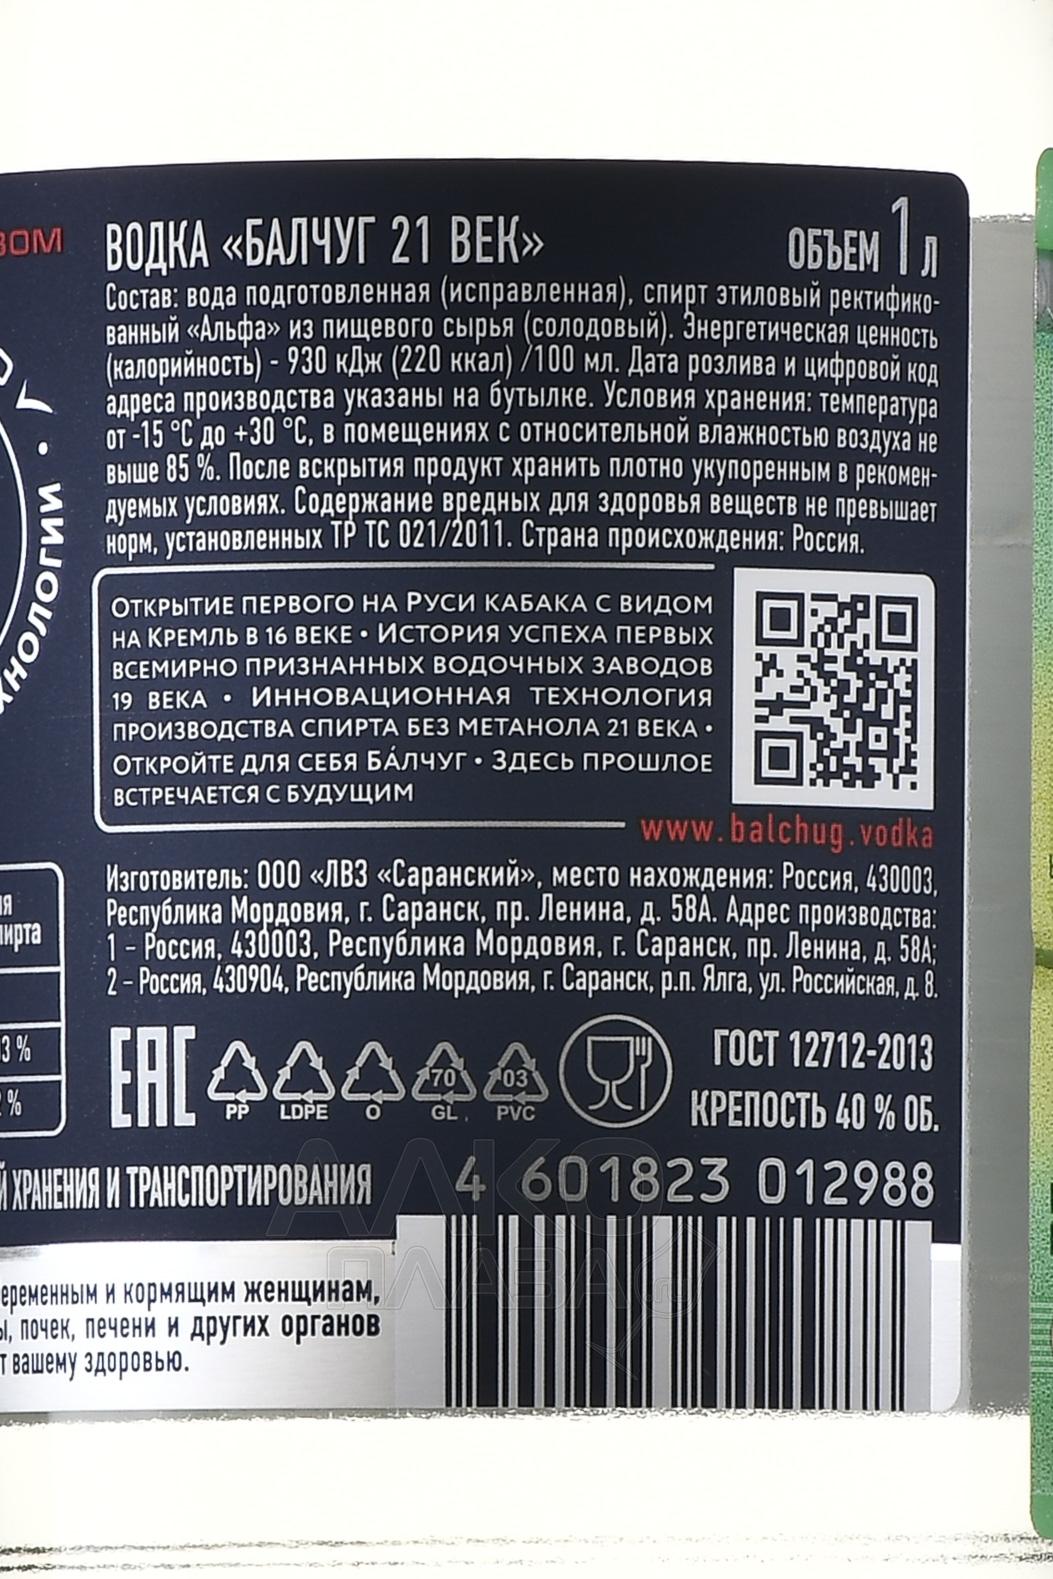 ВОДКА «БАЛЧУГ 21 ВЕК»
ОБЪЕМ 1 л
Состав: вода подготовленная (исправленная), спирт этиловый ректифико-
ванный «Альфа» из пищевого сырья (солодовый). Энергетическая ценность
(калорийность) - 930 кДж (220 ккал) /100 мл. Дата розлива и цифровой код
адреса производства указаны на бутылке. Условия хранения: температура
от -15 °С до +30 °С, в помещениях с относительной влажностью воздуха не
выше 85 %. После вскрытия продукт хранить плотно укупоренным в рекомен-
дуемых условиях. Содержание вредных для здоровья веществ не превышает
норм, установленных ТР ТС 021/2011. Страна происхождения: Россия.
ОТКРЫТИЕ ПЕРВОГО НА РУСИ КАБАКА С ВИДОМ
НА КРЕМЛЬ В 16 ВЕКЕ • ИСТОРИЯ УСПЕХА ПЕРВЫХ
ВСЕМИРНО ПРИЗНАННЫХ ВОДОЧНЫХ ЗАВОДОВ
19 ВЕКА • ИННОВАЦИОННАЯ ТЕХНОЛОГИЯ
ПРОИЗВОДСТВА СПИРТА БЕЗ МЕТАНОЛА 21 ВЕКА •
ОТКРОЙТЕ ДЛЯ СЕБЯ БА́ЛЧУГ • ЗДЕСЬ ПРОШЛОЕ
ВСТРЕЧАЕТСЯ С БУДУЩИМ
www.balchug.vodka
Изготовитель: ООО «ЛВЗ «Саранский», место нахождения: Россия, 430003,
Республика Мордовия, г. Саранск, пр. Ленина, д. 58А. Адрес производства:
1 – Россия, 430003, Республика Мордовия, г. Саранск, пр. Ленина, д. 58А;
2 – Россия, 430904, Республика Мордовия, г. Саранск, р.п. Ялга, ул. Российская, д. 8.
ЕАС
PP
LDPE
O
70
GL
03
PVC
ГОСТ 12712-2013
КРЕПОСТЬ 40 % ОБ.
Й ХРАНЕНИЯ И ТРАНСПОРТИРОВАНИЯ
4 601823 012988
еременным и кормящим женщинам,
ы, почек, печени и других органов
т вашему здоровью.
ВОМ
ХНОЛОГИИ •
ия
пирта
03 %
%
АЛКО
ПЛАЗА.ru